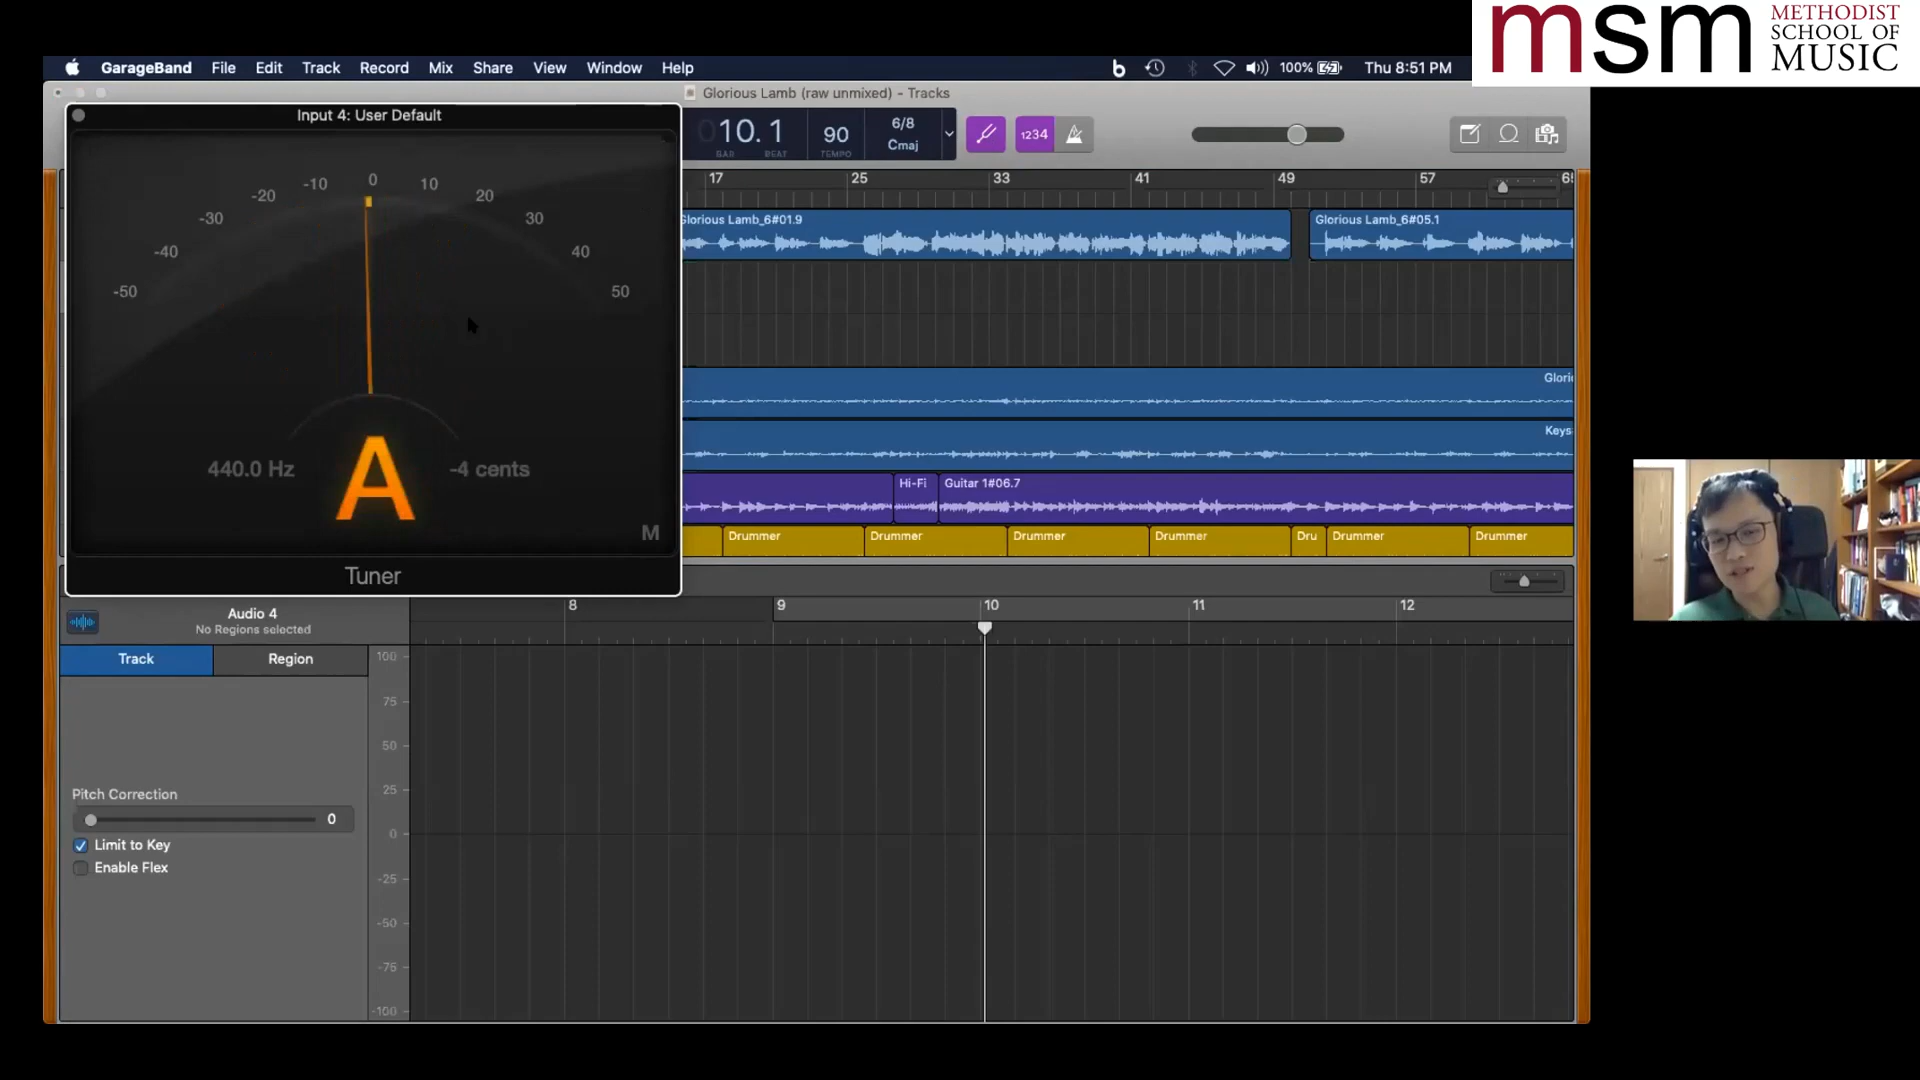 msm METHODIST
SCHOOL OF
MUSIC
GarageBand File Edit Track Record Mix Share View Window Help
100% Thu 8:51 PM
Glorious Lamb (raw unmixed) - Tracks
Input 4: User Default
010. 1
BAR BEAT
90
TEMPO
6/8
Cmaj
1234
17 25 33 41 49 57 65
-50 -40 -30 -20 -10 0 10 20 30 40 50
Glorious Lamb_6#01.9
Glorious Lamb_6#05.1
Glori
Keys
440.0 Hz
A
-4 cents
Hi-Fi
Guitar 1#06.7
M
Drummer Drummer Drummer Drummer Dru Drummer Drummer
Tuner
Audio 4
No Regions selected
8 9 10 11 12
Track Region
100
75
50
25
0
-25
-50
-75
-100
Pitch Correction
0
Limit to Key
Enable Flex